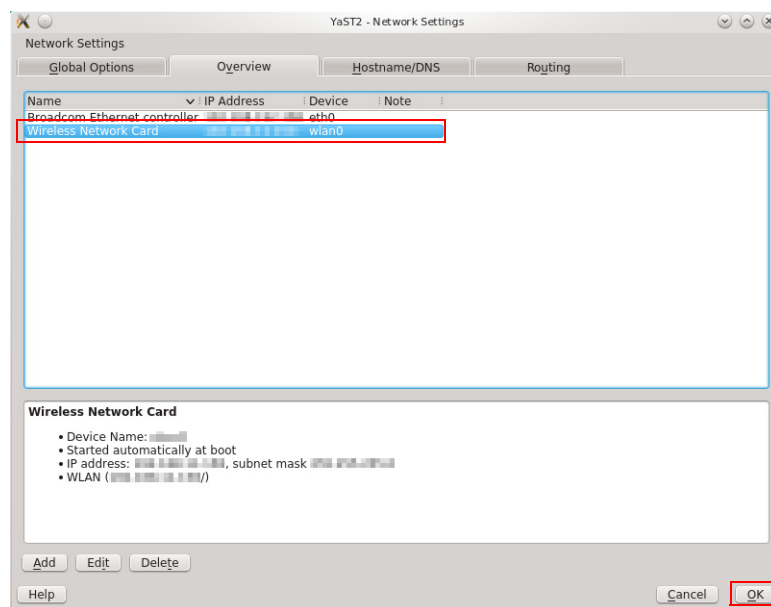 YaST2 - Network Settings
Network Settings
Global Options Overview Hostname/DNS Routing
Name IP Address Device Note
Broadcom Ethernet controller eth0
Wireless Network Card wlan0
Wireless Network Card
• Device Name:
• Started automatically at boot
• IP address: , subnet mask
• WLAN ( /)
Add Edit Delete
Help Cancel OK